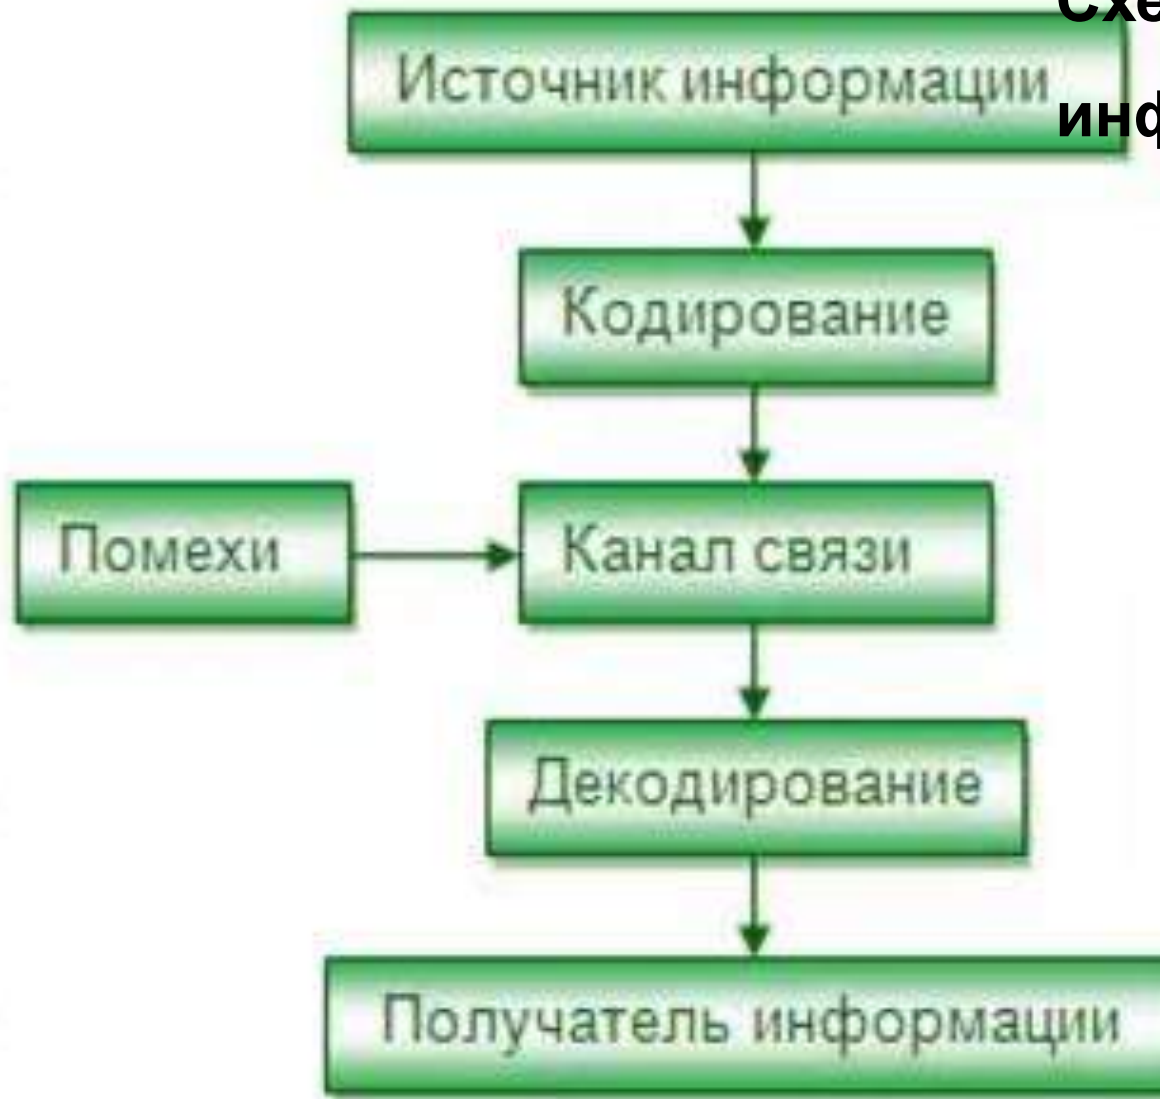 Источник информации
Кодирование
Помехи
Канал связи
Декодирование
Получатель информации